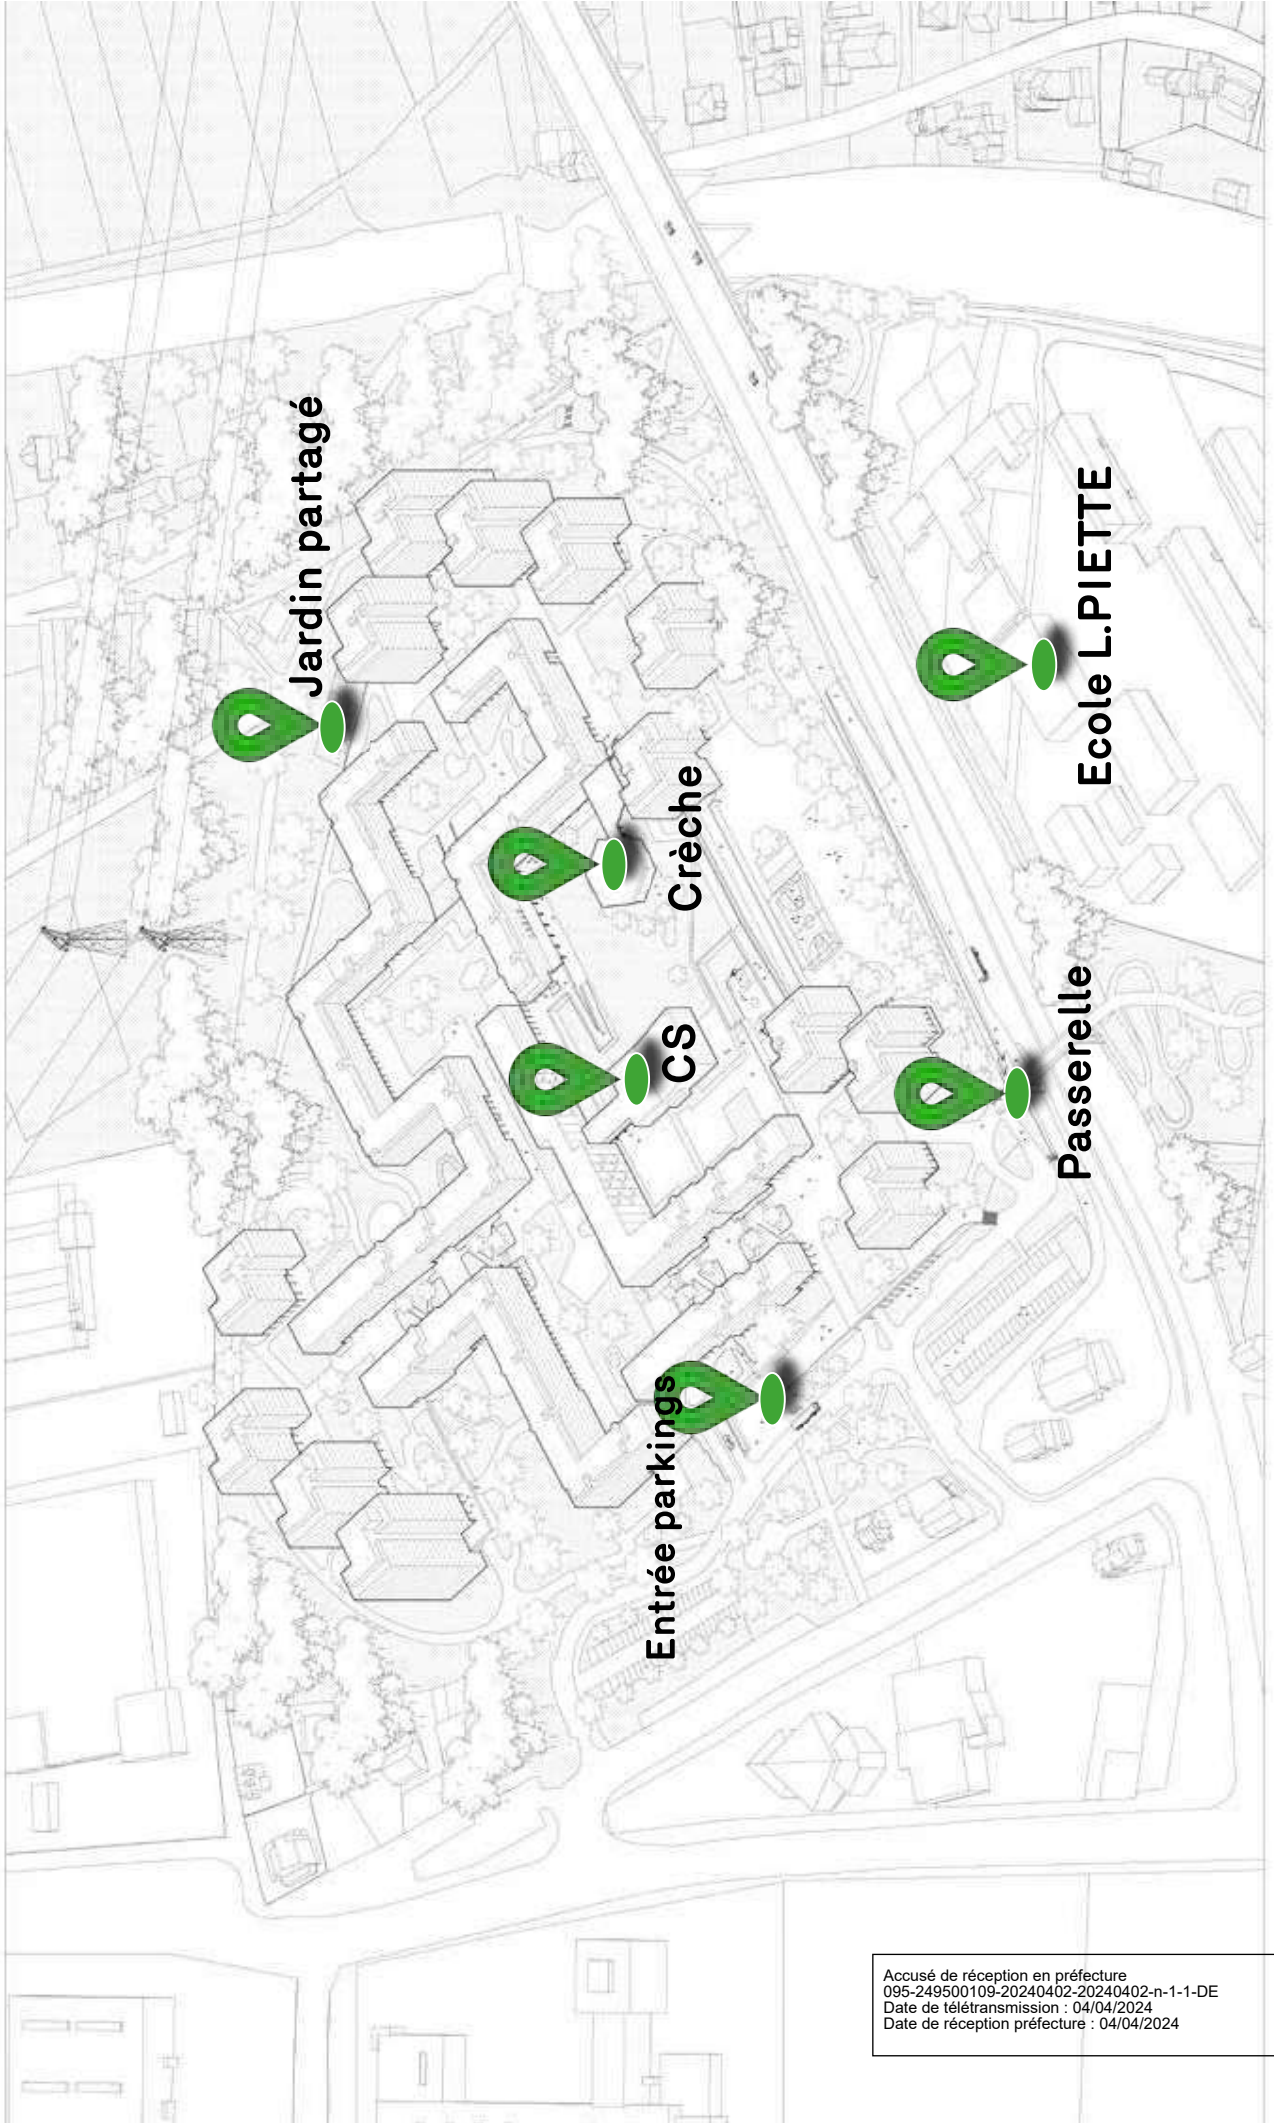 Jardin partagé
Ecole L.PIETTE
Crèche
CS
Passerelle
Entrée parkings
Accusé de réception en préfecture
095-249500109-20240402-20240402-n-1-1-DE
Date de télétransmission : 04/04/2024
Date de réception préfecture : 04/04/2024